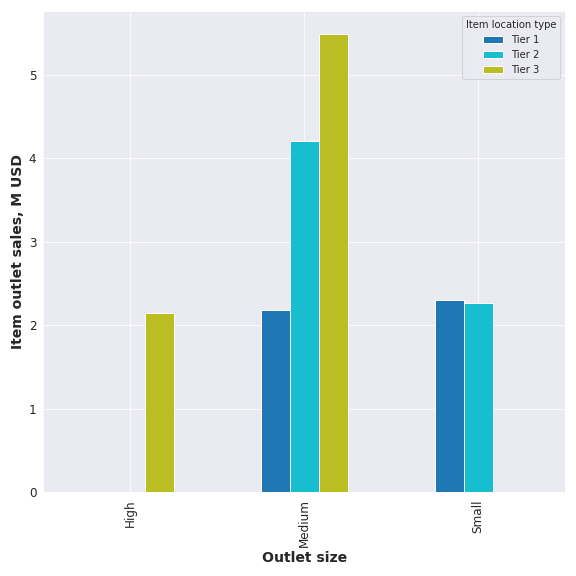 Item location type
Tier 1
Tier 2
Tier 3
Item outlet sales, M USD
5
4
3
2
1
0
High
Medium
Small
Outlet size